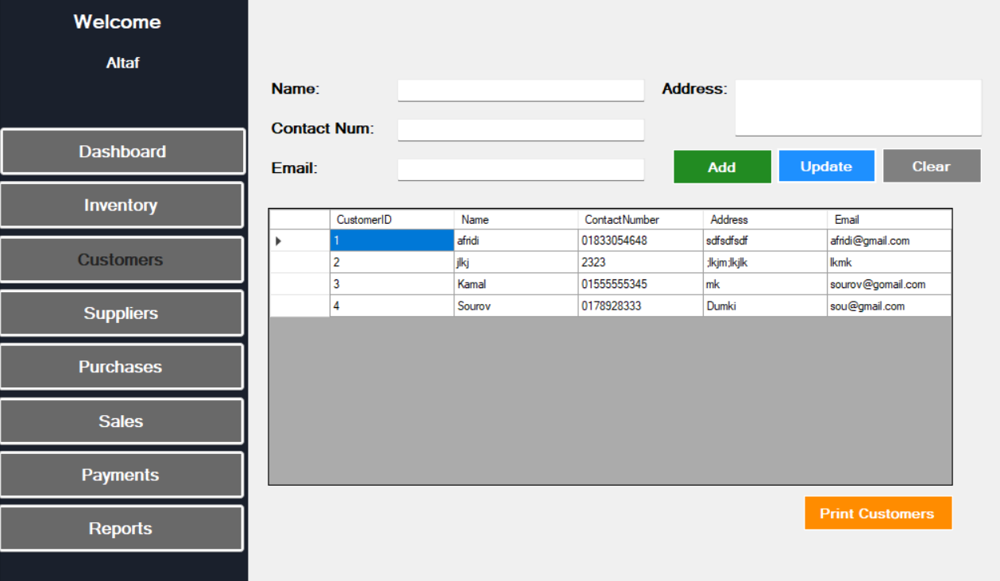 Welcome
Altaf
Dashboard
Inventory
Customers
Suppliers
Purchases
Sales
Payments
Reports
Name:
Address:
Contact Num:
Email:
Add Update Clear
CustomerID Name ContactNumber Address Email
1 afridi 01833054648 sdfsdfsdf afridi@gmail.com
2 jlkj 2323 ;lkjm;lkjlk lkmk
3 Kamal 01555555345 mk sourov@gomail.com
4 Sourov 0178928333 Dumki sou@gmail.com
Print Customers